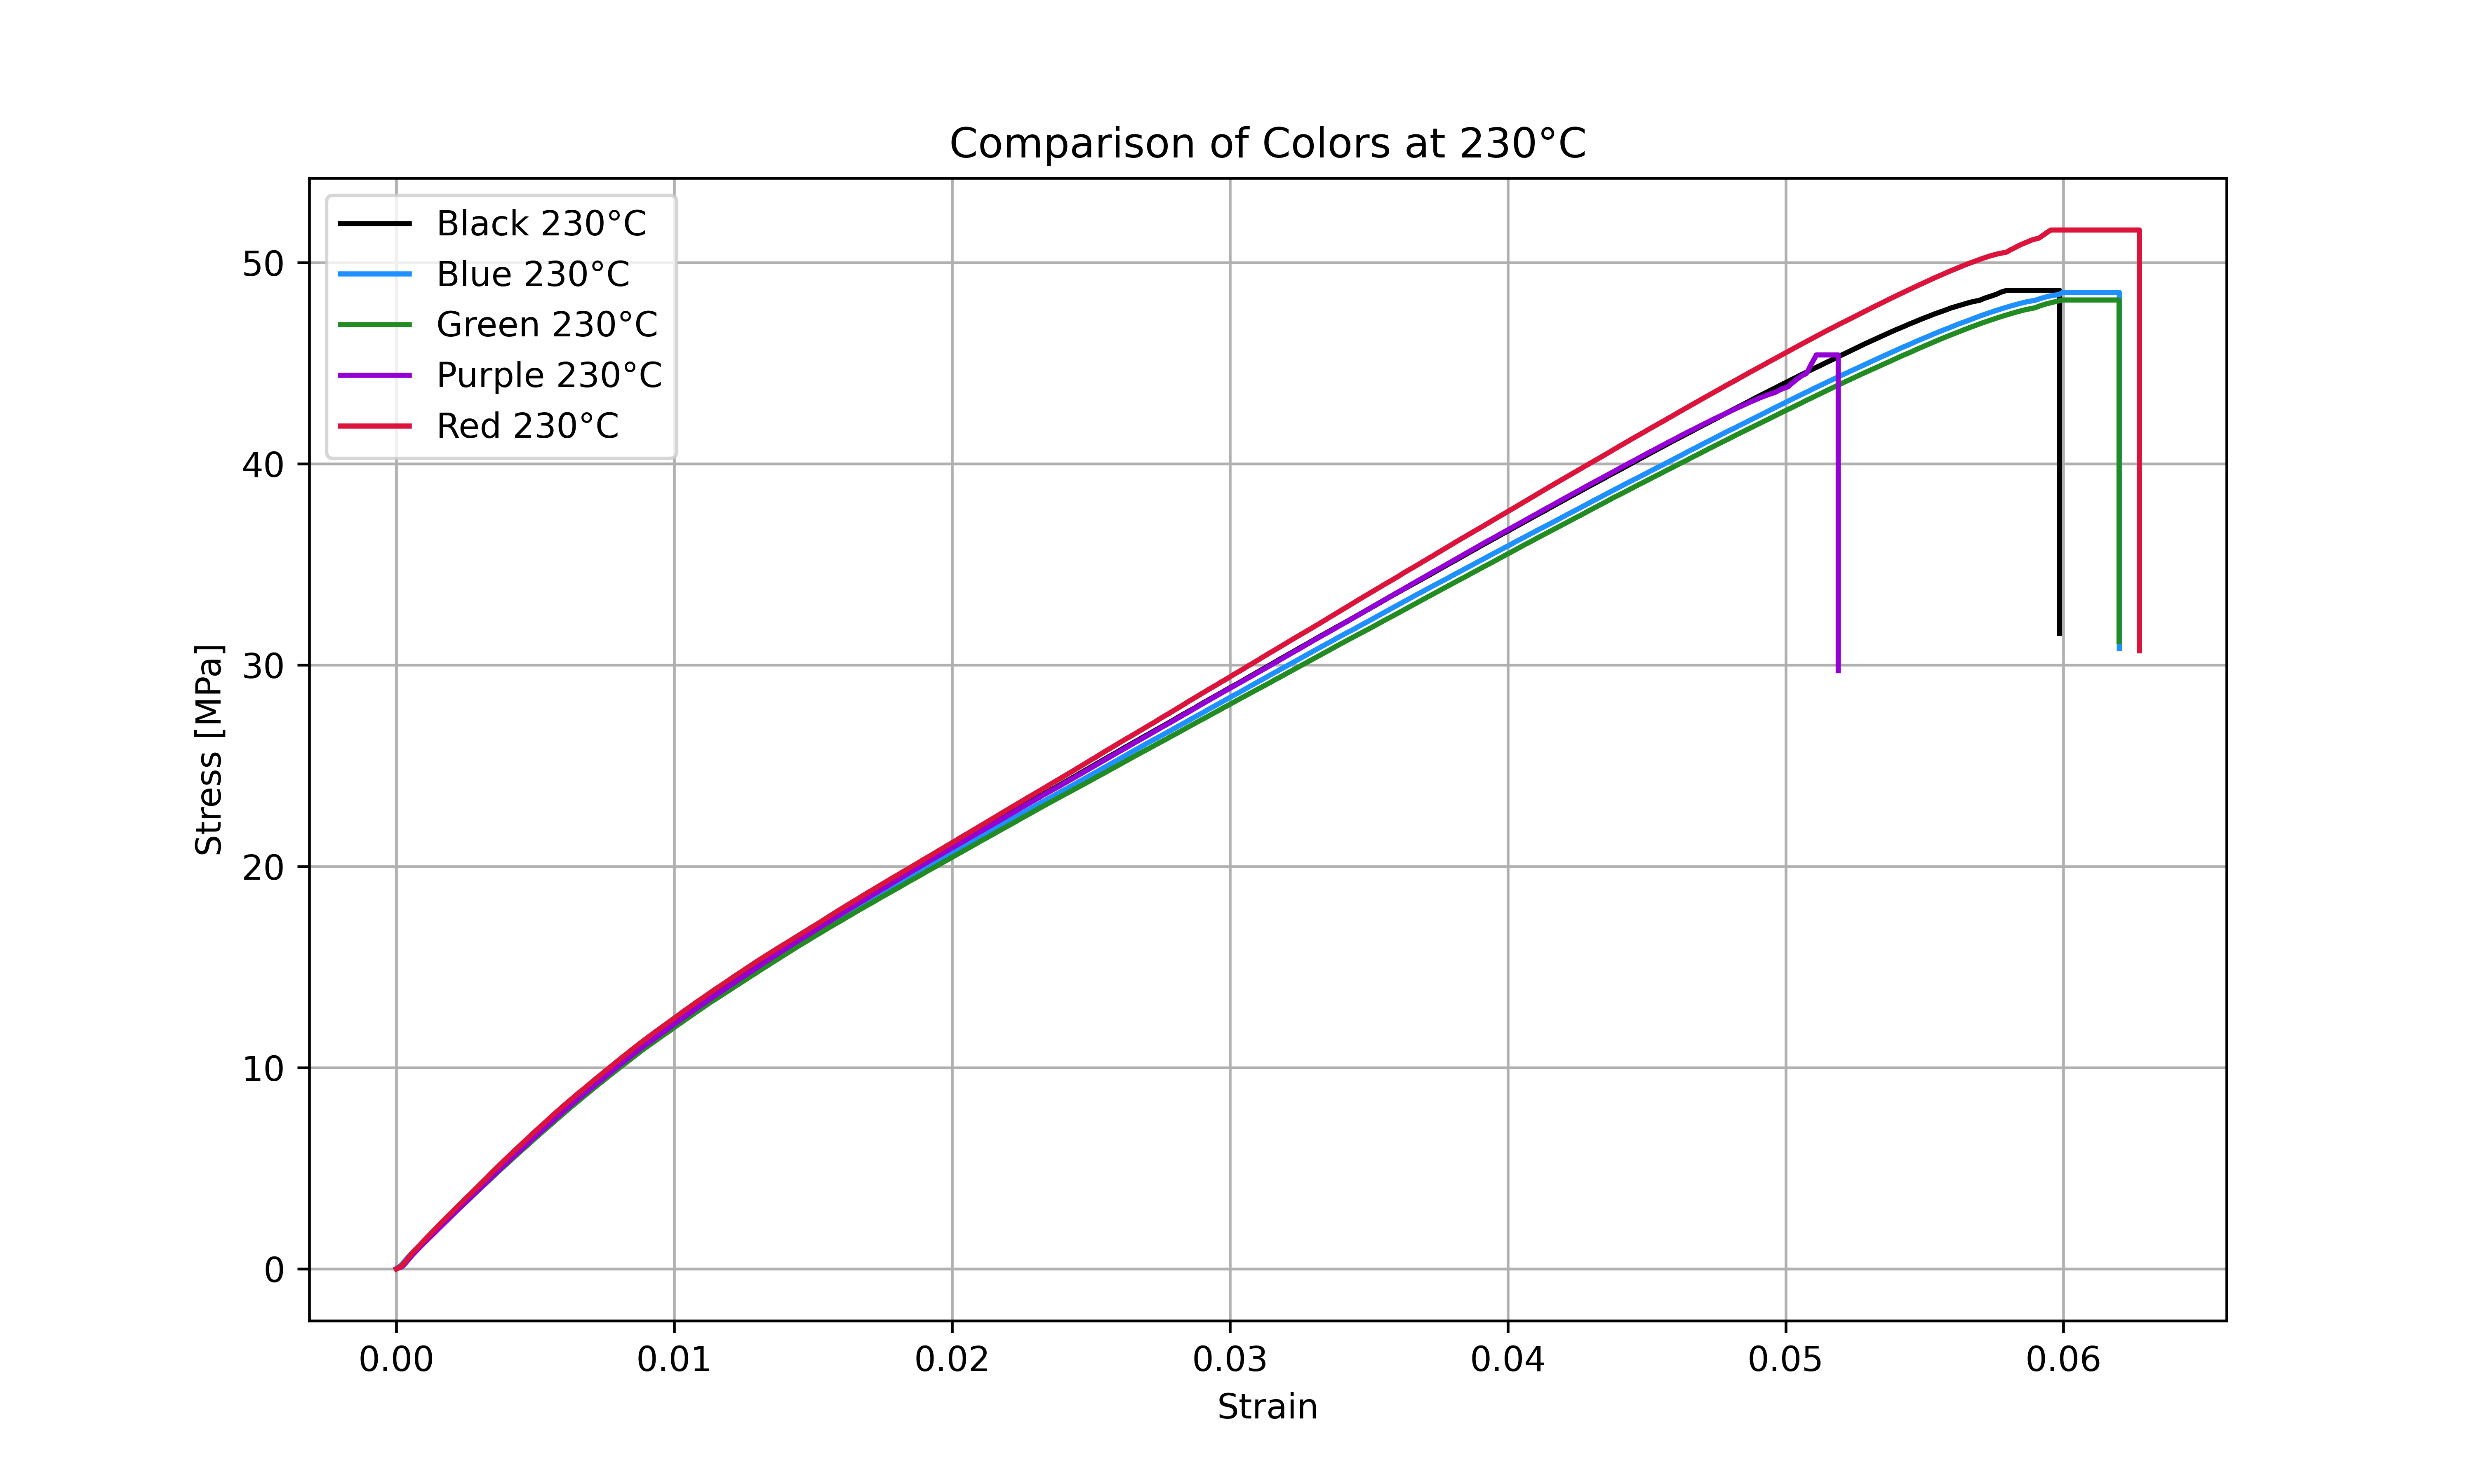 Comparison of Colors at 230°C
Black 230°C
Blue 230°C
Green 230°C
Purple 230°C
Red 230°C
Stress [MPa]
50
40
30
20
10
0
0.00 0.01 0.02 0.03 0.04 0.05 0.06
Strain